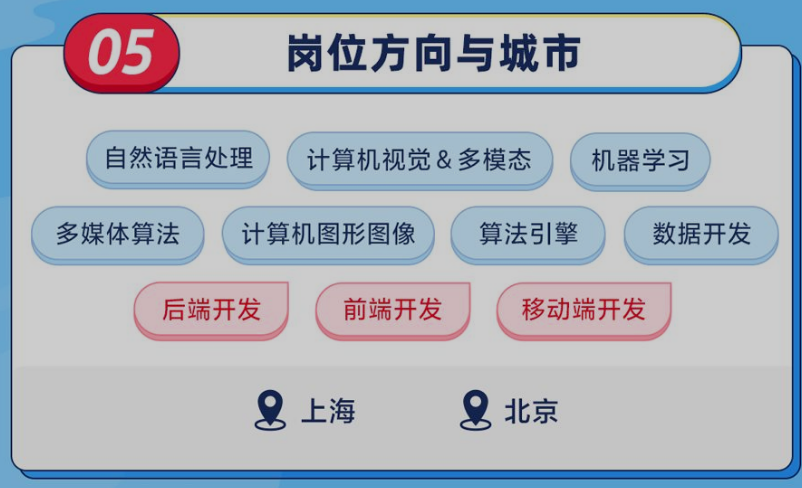 05 岗位方向与城市
自然语言处理 计算机视觉&多模态 机器学习
多媒体算法 计算机图形图像 算法引擎 数据开发
后端开发 前端开发 移动端开发
上海 北京